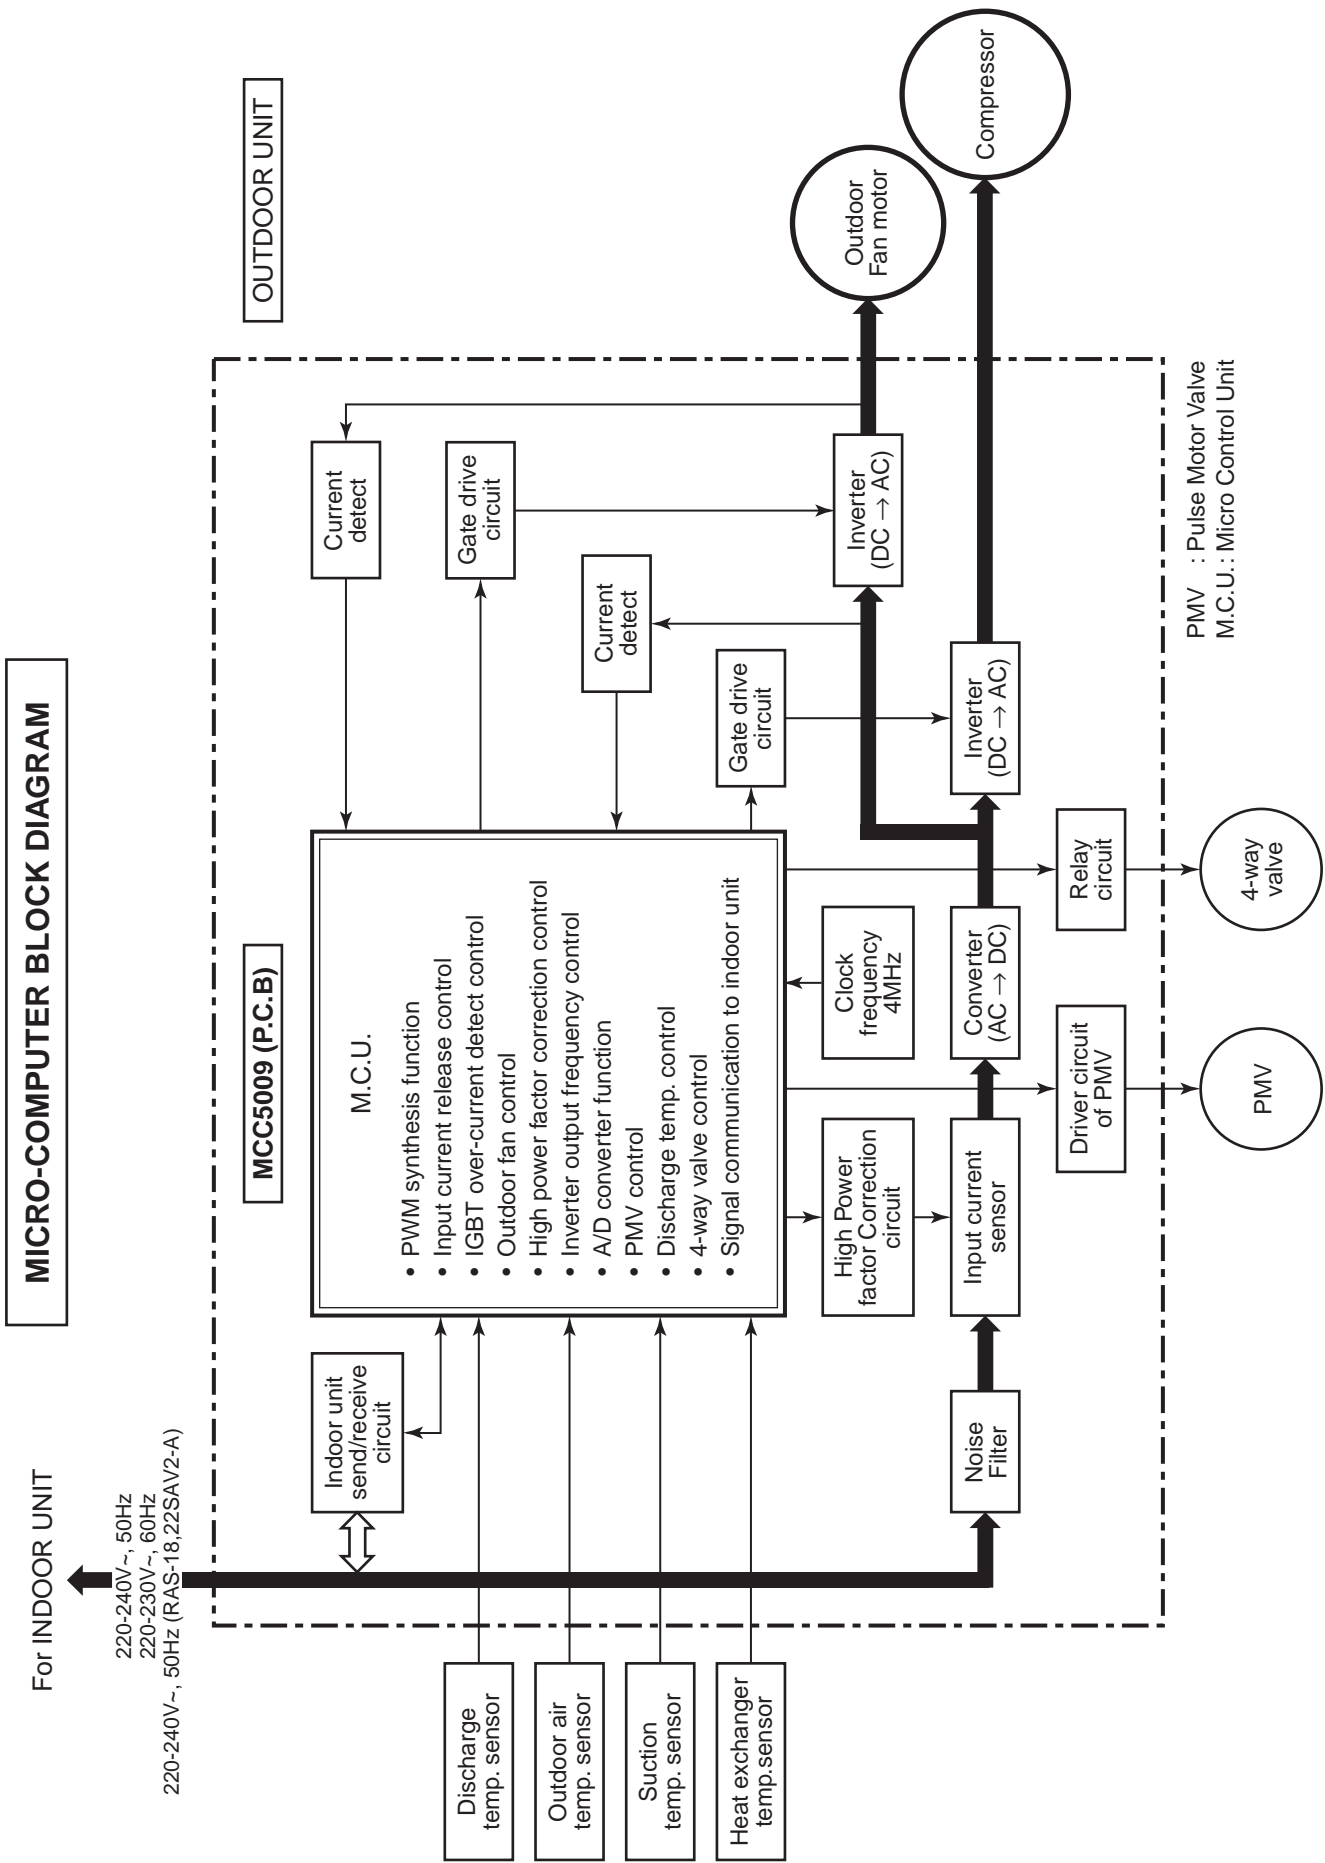 MICRO-COMPUTER BLOCK DIAGRAM
For INDOOR UNIT
220-240V~, 50Hz
220-230V~, 60Hz
220-240V~, 50Hz (RAS-18,22SAV2-A)
MCC5009 (P.C.B)
OUTDOOR UNIT
Discharge
temp. sensor
Outdoor air
temp. sensor
Suction
temp. sensor
Heat exchanger
temp.sensor
Indoor unit
send/receive
circuit
M.C.U.
• PWM synthesis function
• Input current release control
• IGBT over-current detect control
• Outdoor fan control
• High power factor correction control
• Inverter output frequency control
• A/D converter function
• PMV control
• Discharge temp. control
• 4-way valve control
• Signal communication to indoor unit
Current
detect
Gate drive
circuit
Current
detect
Gate drive
circuit
High Power
factor Correction
circuit
Clock
frequency
4MHz
Inverter
(DC → AC)
Outdoor
Fan motor
Noise
Filter
Input current
sensor
Converter
(AC → DC)
Inverter
(DC → AC)
Compressor
Driver circuit
of PMV
Relay
circuit
PMV
4-way
valve
PMV : Pulse Motor Valve
M.C.U. : Micro Control Unit